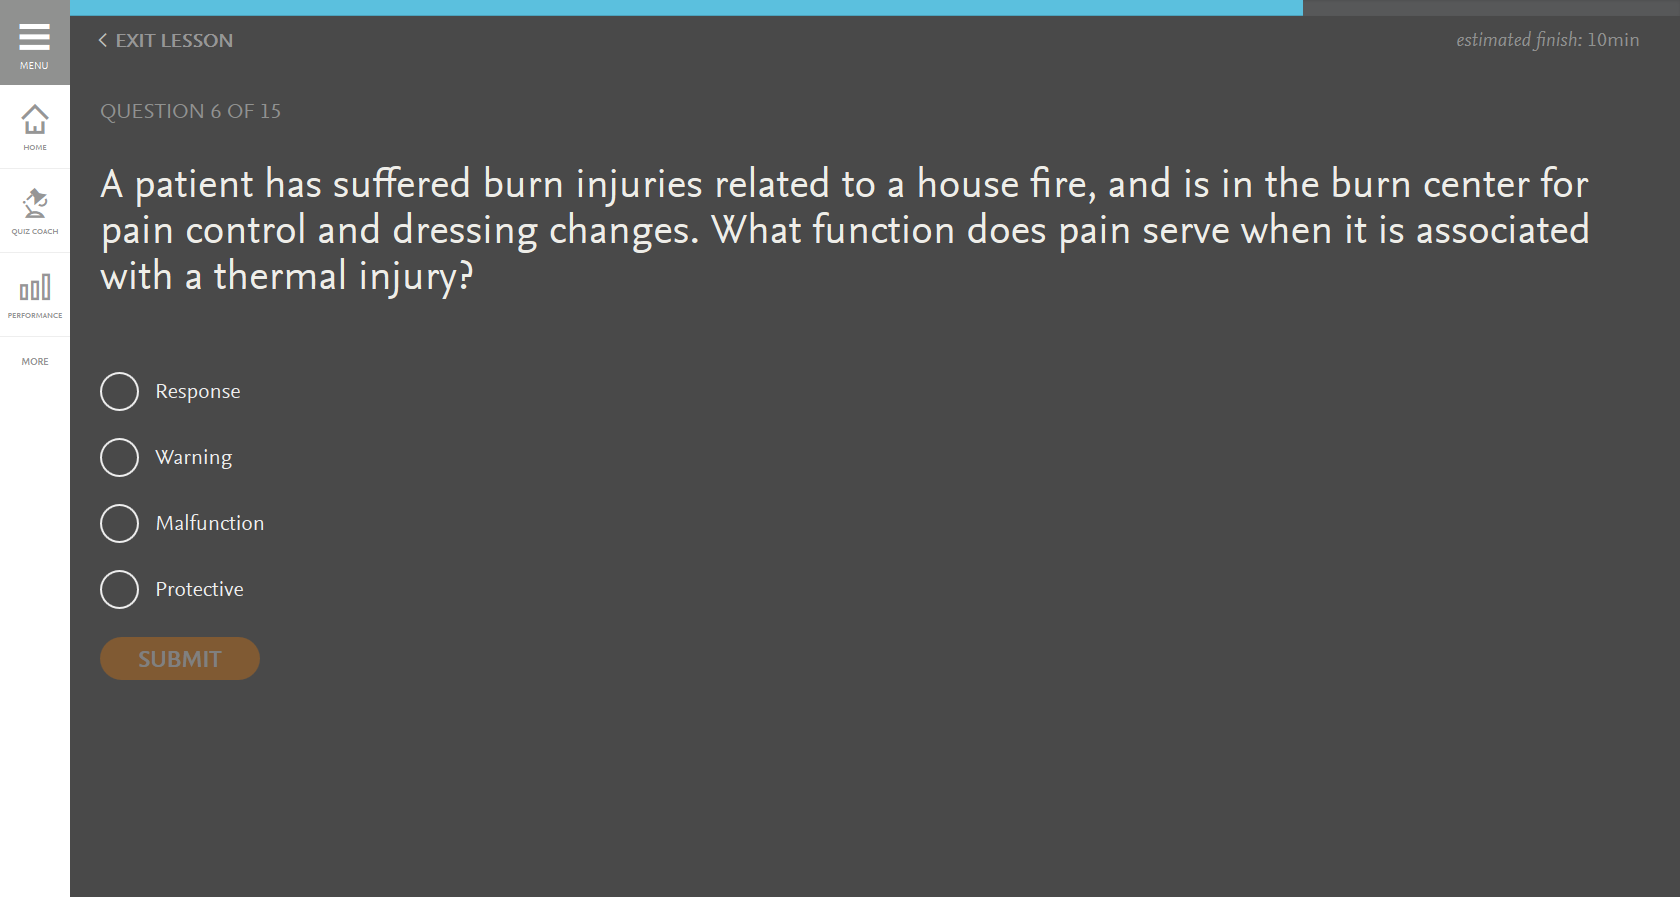 MENU
EXIT LESSON
estimated finish: 10min
HOME
QUIZ COACH
PERFORMANCE
MORE
QUESTION 6 OF 15
A patient has suffered burn injuries related to a house fire, and is in the burn center for
pain control and dressing changes. What function does pain serve when it is associated
with a thermal injury?
Response
Warning
Malfunction
Protective
SUBMIT